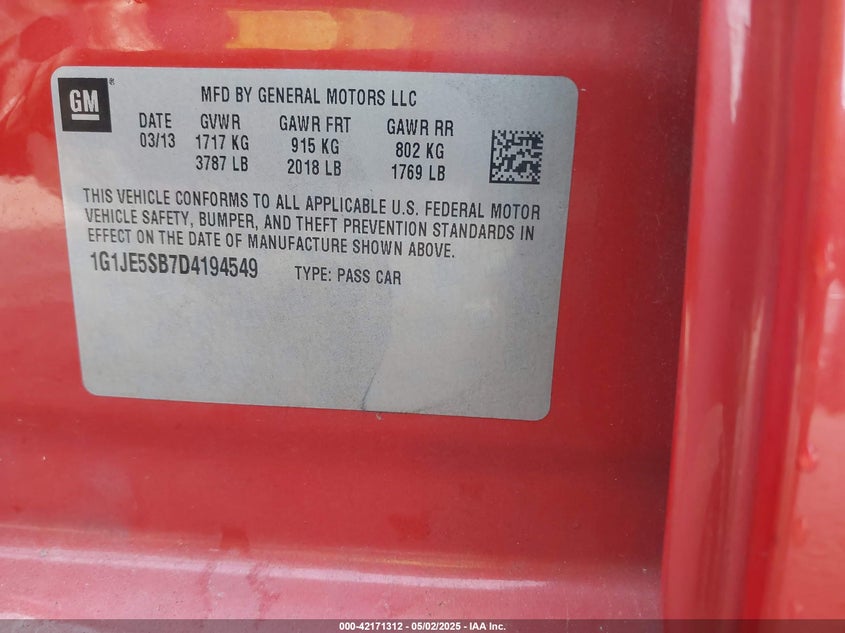 GM
MFD BY GENERAL MOTORS LLC
DATE GVWR GAWR FRT GAWR RR
03/13 1717 KG 915 KG 802 KG
3787 LB 2018 LB 1769 LB
THIS VEHICLE CONFORMS TO ALL APPLICABLE U.S. FEDERAL MOTOR
VEHICLE SAFETY, BUMPER, AND THEFT PREVENTION STANDARDS IN
EFFECT ON THE DATE OF MANUFACTURE SHOWN ABOVE.
1G1JE5SB7D4194549 TYPE: PASS CAR
000-42171312 - 05/02/2025 - IAA Inc.